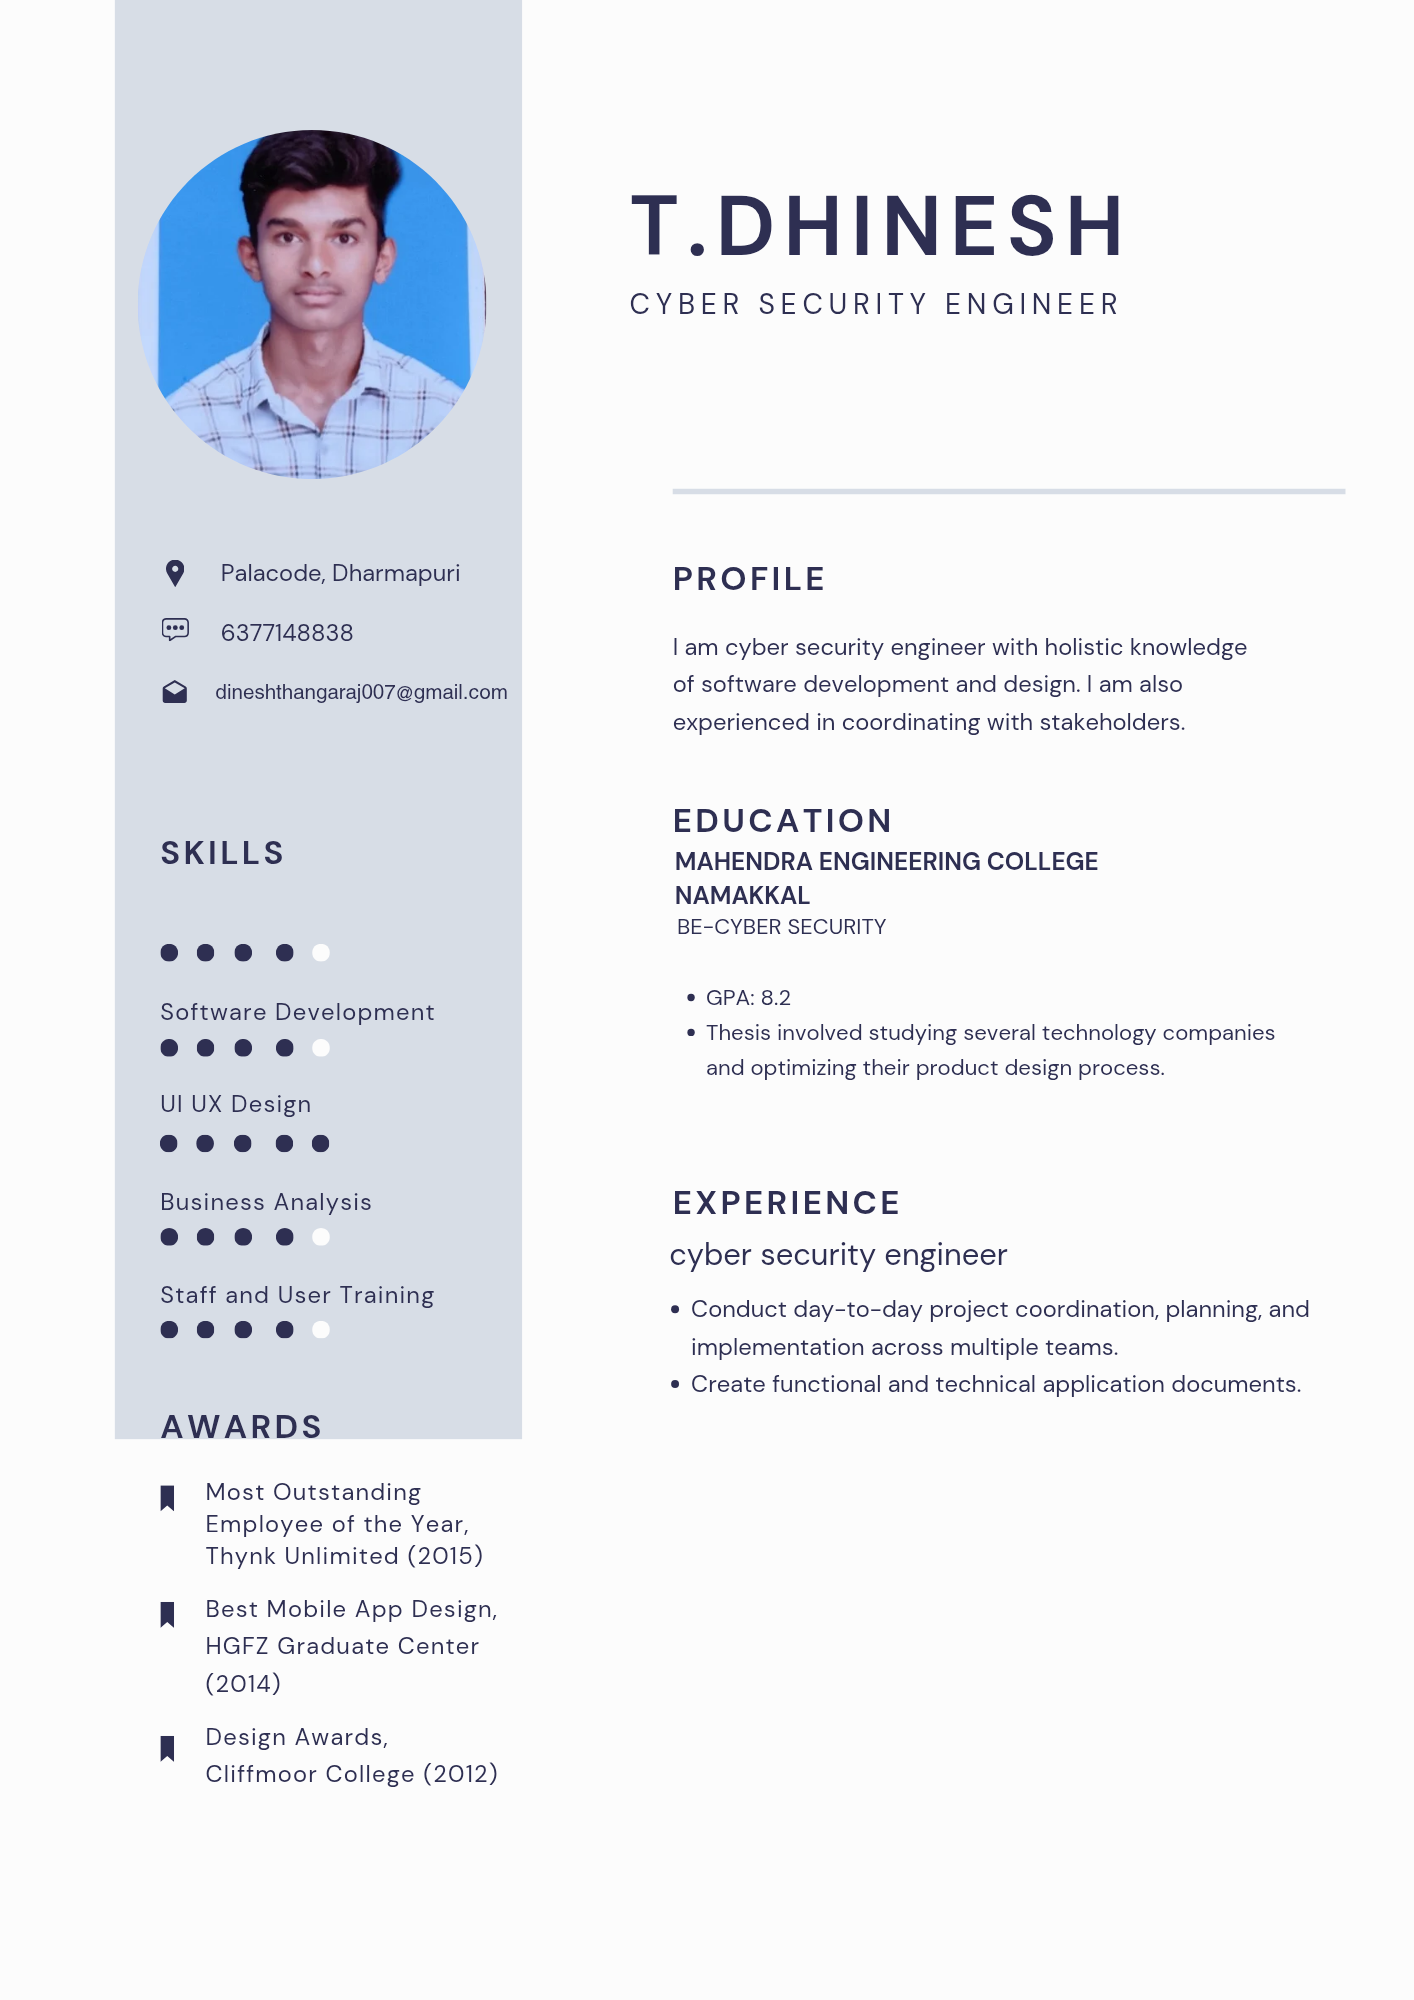 T.DHINESH
CYBER SECURITY ENGINEER
Palacode, Dharmapuri
6377148838
dineshthangaraj007@gmail.com
SKILLS
Software Development
UI UX Design
Business Analysis
Staff and User Training
AWARDS
Most Outstanding
Employee of the Year,
Thynk Unlimited (2015)
Best Mobile App Design,
HGFZ Graduate Center
(2014)
Design Awards,
Cliffmoor College (2012)
PROFILE
I am cyber security engineer with holistic knowledge
of software development and design. I am also
experienced in coordinating with stakeholders.
EDUCATION
MAHENDRA ENGINEERING COLLEGE
NAMAKKAL
BE-CYBER SECURITY
• GPA: 8.2
• Thesis involved studying several technology companies
and optimizing their product design process.
EXPERIENCE
cyber security engineer
• Conduct day-to-day project coordination, planning, and
implementation across multiple teams.
• Create functional and technical application documents.